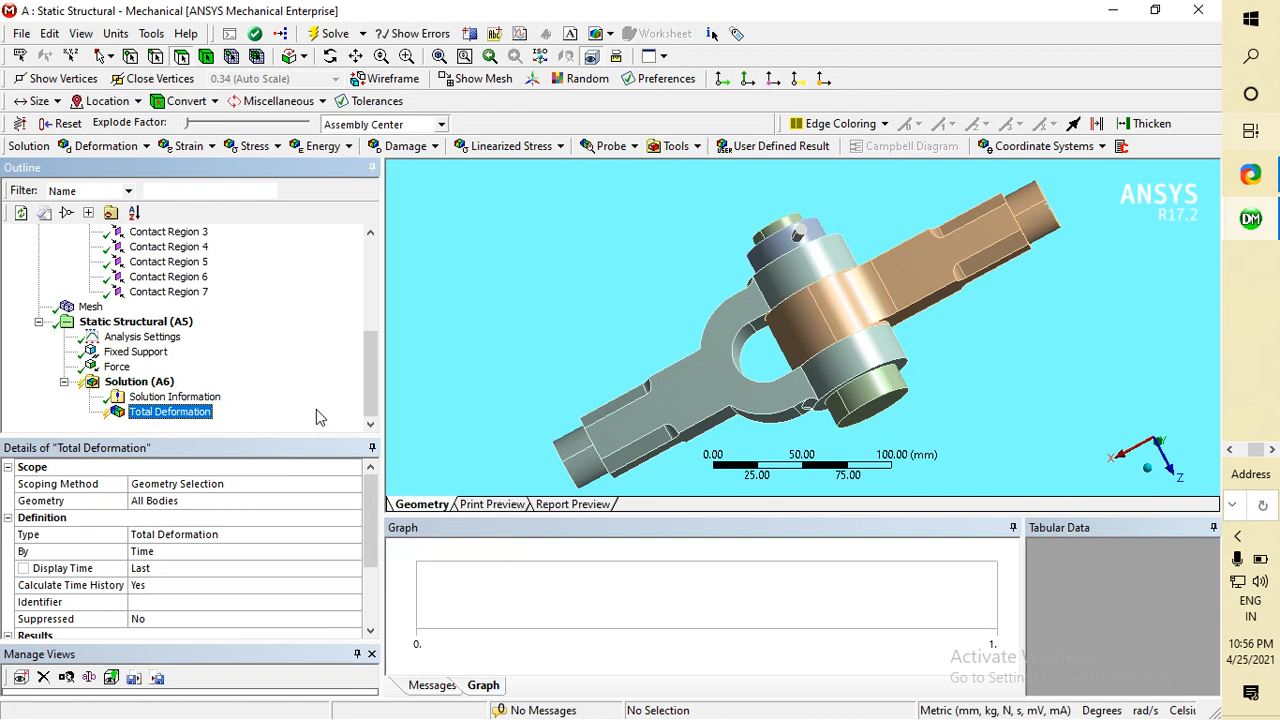 A : Static Structural - Mechanical [ANSYS Mechanical Enterprise]
File Edit View Units Tools Help Solve ?/ Show Errors Worksheet
Show Vertices Close Vertices 0.34 (Auto Scale) Wireframe Show Mesh Random Preferences
Size Location Convert Miscellaneous Tolerances
Reset Explode Factor: Assembly Center Edge Coloring Thicken
Solution Deformation Strain Stress Energy Damage Linearized Stress Probe Tools User Defined Result Campbell Diagram Coordinate Systems
Outline
Filter: Name
Contact Region 3
Contact Region 4
Contact Region 5
Contact Region 6
Contact Region 7
Mesh
Static Structural (A5)
Analysis Settings
Fixed Support
Force
Solution (A6)
Solution Information
Total Deformation
Details of "Total Deformation"
Scope
Scoping Method Geometry Selection
Geometry All Bodies
Definition
Type Total Deformation
By Time
Display Time Last
Calculate Time History Yes
Identifier
Suppressed No
Results
Manage Views
ANSYS
R17.2
0.00 50.00 100.00 (mm)
25.00 75.00
X Y Z
Geometry Print Preview Report Preview
Graph
0. 1.
Tabular Data
Messages Graph
Activate Windows
Go to Settings to activate Windows.
No Messages No Selection Metric (mm, kg, N, s, mV, mA) Degrees rad/s Celsi
DM
Address
ENG
IN
10:56 PM
4/25/2021